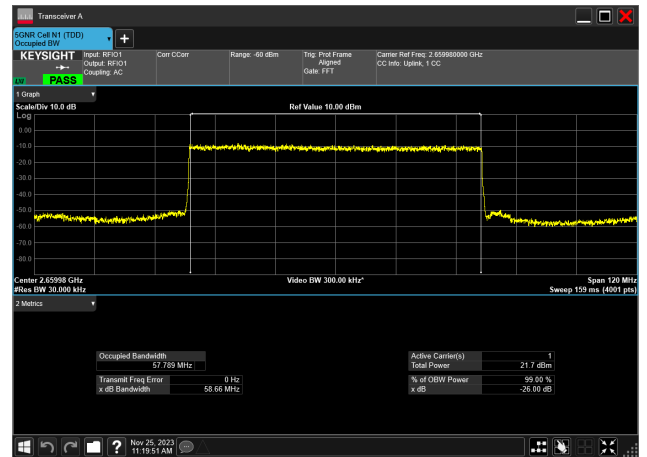 Transceiver A
5GNR Cell N1 (TDD)
Occupied BW
KEYSIGHT
LXI
PASS
Input: RFIO1
Output: RFIO1
Coupling: AC
Corr CCorr
Range: -60 dBm
Trig: Prot Frame
Aligned
Gate: FFT
Carrier Ref Freq: 2.659980000 GHz
CC Info: Uplink, 1 CC
1 Graph
Scale/Div 10.0 dB
Ref Value 10.00 dBm
Log
0.00
-10.0
-20.0
-30.0
-40.0
-50.0
-60.0
-70.0
-80.0
Center 2.65998 GHz
Video BW 300.00 kHz*
Span 120 MHz
#Res BW 30.000 kHz
Sweep 159 ms (4001 pts)
2 Metrics
Occupied Bandwidth
57.789 MHz
Transmit Freq Error 0 Hz
x dB Bandwidth 58.66 MHz
Active Carrier(s) 1
Total Power 21.7 dBm
% of OBW Power 99.00 %
x dB -26.00 dB
Nov 25, 2023
11:19:51 AM